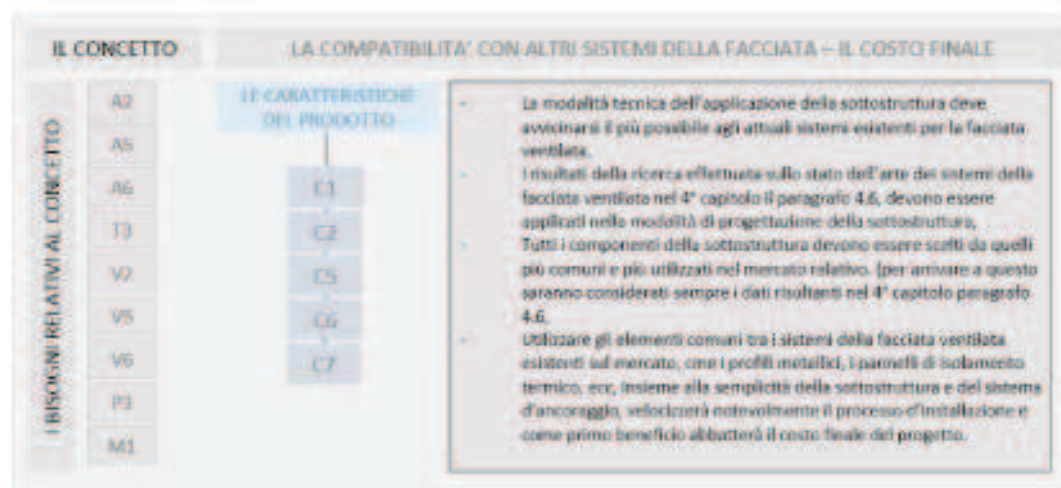 IL CONCETTO
LA COMPATIBILITA' CON ALTRI SISTEMI DELLA FACCIATA – IL COSTO FINALE
I BISOGNI RELATIVI AL CONCETTO
A2
A5
A6
T3
V2
V5
V6
P3
M1
LE CARATTERISTICHE
DEL PRODOTTO
C1
C2
C5
C6
C7
- La modalità tecnica dell'applicazione della sottostruttura deve
avvicinarsi il più possibile agli attuali sistemi esistenti per la facciata
ventilata.
- I risultati della ricerca effettuata sullo stato dell'arte dei sistemi della
facciata ventilata nel 4° capitolo il paragrafo 4.6, devono essere
applicati nella modalità di progettazione della sottostruttura,
- Tutti i componenti della sottostruttura devono essere scelti da quelli
più comuni e più utilizzati nel mercato relativo. (per arrivare a questo
saranno considerati sempre i dati risultanti nel 4° capitolo paragrafo
4.6.
- Utilizzare gli elementi comuni tra i sistemi della facciata ventilata
esistenti sul mercato, cme i profili metallici, i pannelli di isolamento
termico, ecc, insieme alla semplicità della sottostruttura e del sistema
d'ancoraggio, velocizzerà notevolmente il processo d'installazione e
come primo beneficio abbatterà il costo finale del progetto.